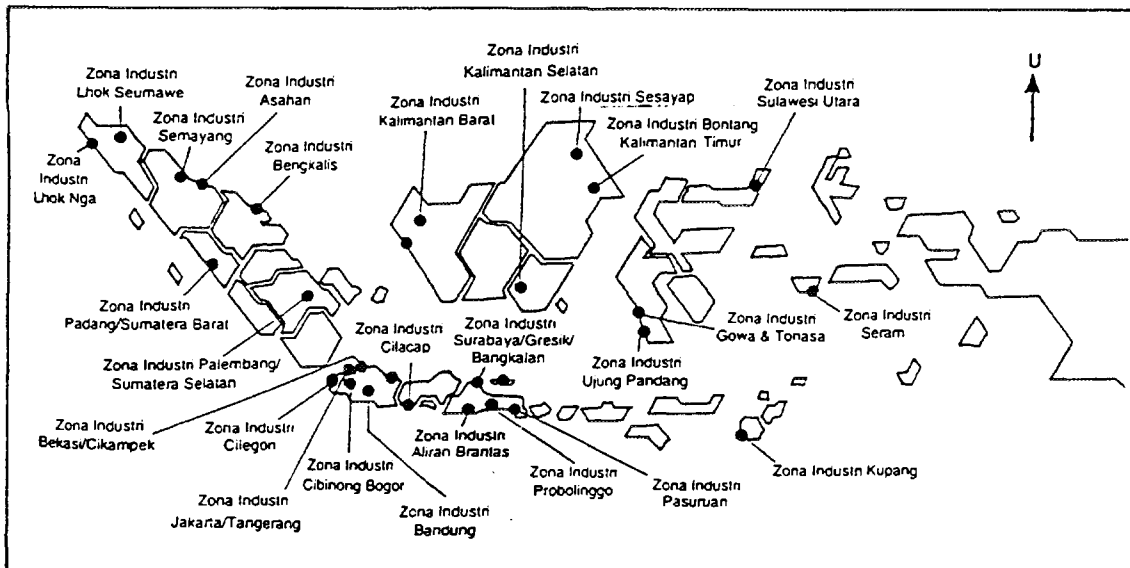 Zona Industri
Lhok Seumawe
Zona Industri
Semayang
Zona Industri
Asahan
Zona Industri
Bengkalis
Zona
Industri
Lhok Nga
Zona Industri
Kalimantan Barat
Zona Industri
Kalimantan Selatan
Zona Industri Sesayap
Zona Industri Bontang
Kalimantan Timur
Zona Industri
Sulawesi Utara
U
Zona Industri
Padang/Sumatera Barat
Zona Industri Palembang/
Sumatera Selatan
Zona Industri
Cilacap
Zona Industri
Surabaya/Gresik/
Bangkalan
Zona Industri
Ujung Pandang
Zona Industri
Gowa & Tonasa
Zona Industri
Seram
Zona Industri
Bekasi/Cikampek
Zona Industri
Cilegon
Zona Industri
Jakarta/Tangerang
Zona Industri
Cibinong Bogor
Zona Industri
Bandung
Zona Industri
Aliran Brantas
Zona Industri
Probolinggo
Zona Industri
Pasuruan
Zona Industri Kupang